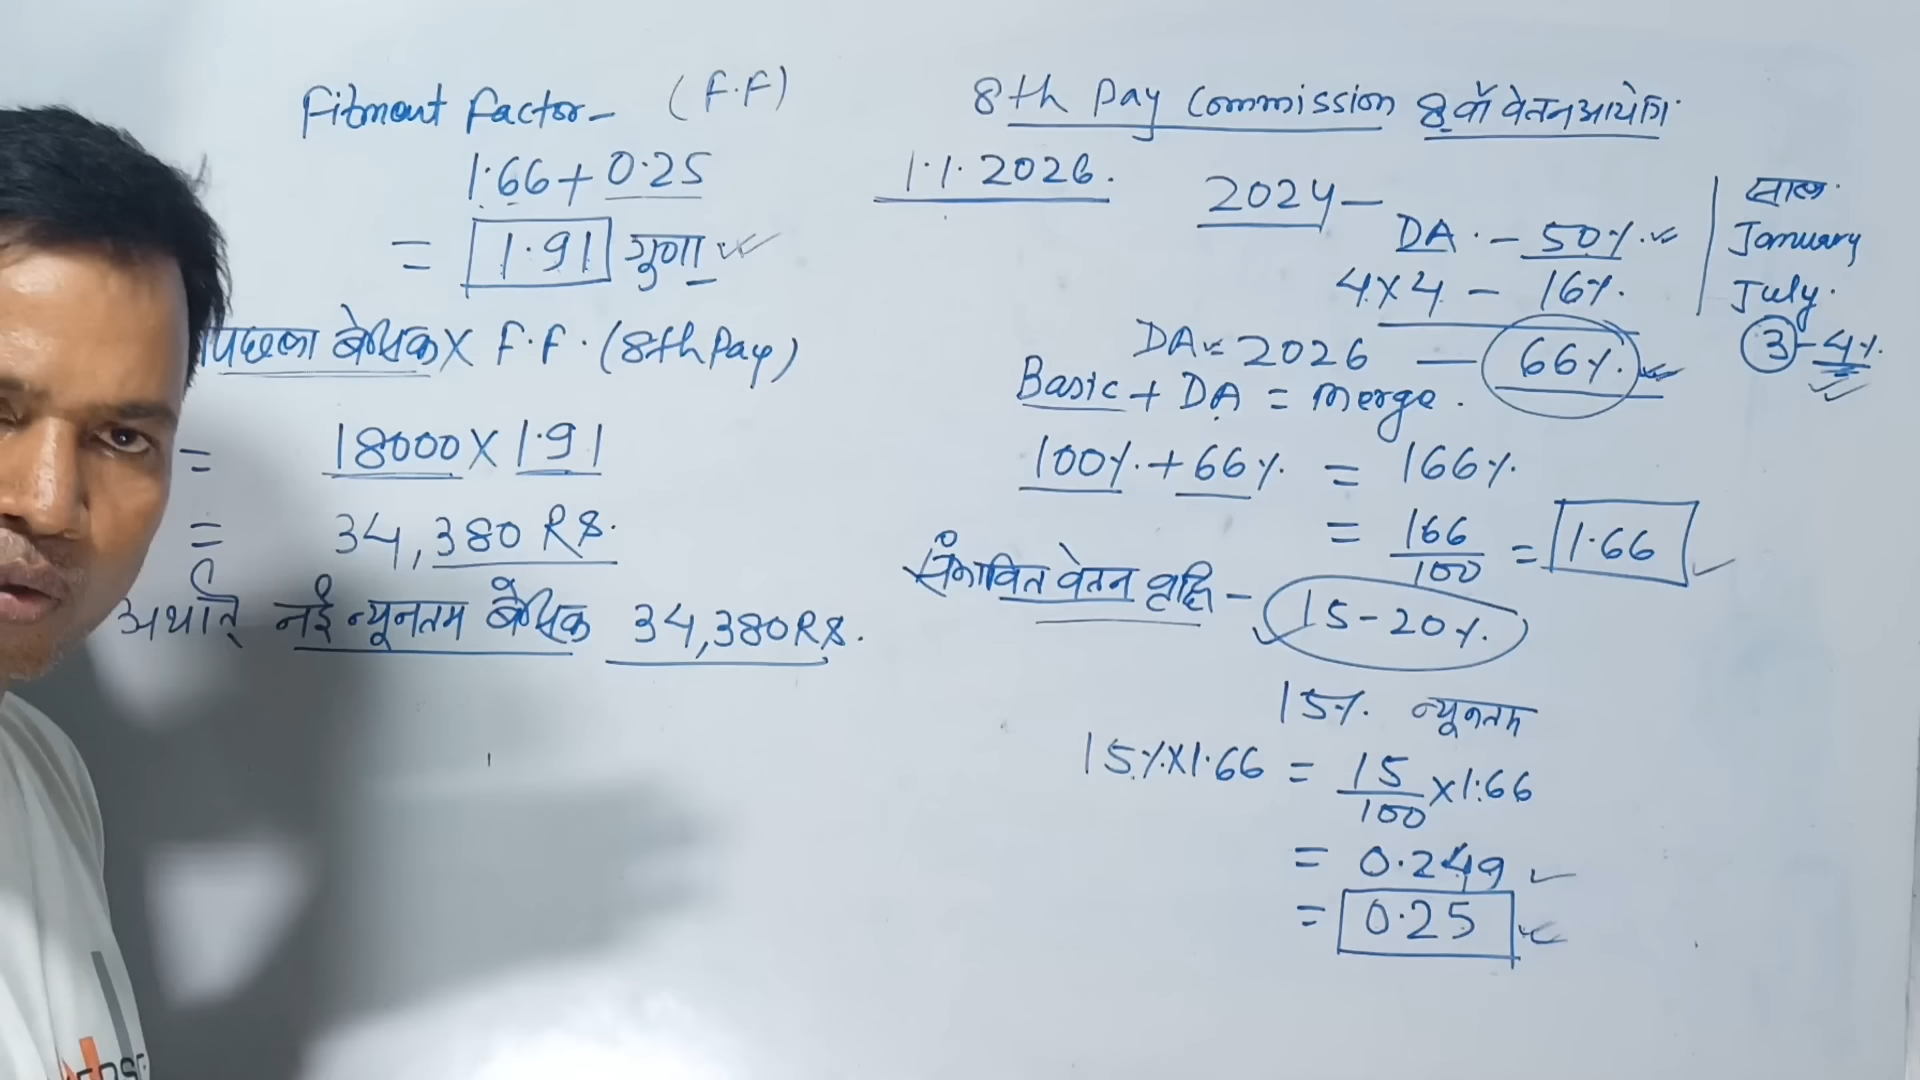 Fitment Factor- (F.F)
1.66+0.25
= 1.91 गुणा
पिछला बेसिक X F.F. (8th Pay)
= 18000 X 1.91
= 34,380 RS.
अर्थात् नई न्यूनतम बेसिक 34,380 RS.
8th Pay Commission 8वाँ वेतन आयोग
1.1.2026.
2024-
DA. - 50%.
4X4 - 16%.
DA 2026 - 66%.
Basic + DA = merge.
100%. + 66%. = 166%.
= 166/100 = 1.66
साल.
January
July.
3-4%.
संभावित वेतन वृद्धि - 15-20%.
15%. न्यूनतम
15%X1.66 = 15/100 X1.66
= 0.249
= 0.25